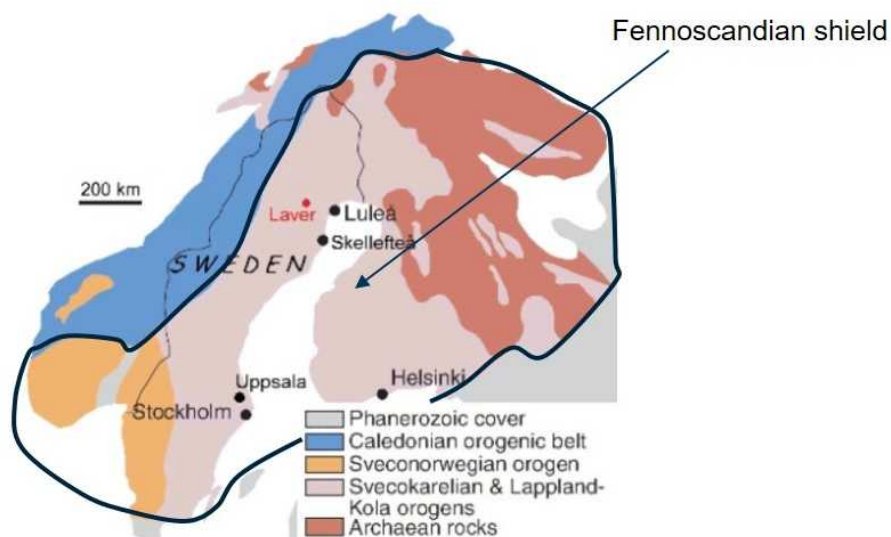 Fennoscandian shield
200 km
Laver
Luleå
Skellefteå
SWEDEN
Uppsala
Helsinki
Stockholm
Phanerozoic cover
Caledonian orogenic belt
Sveconorwegian orogen
Svecokarelian & Lappland-
Kola orogens
Archaean rocks